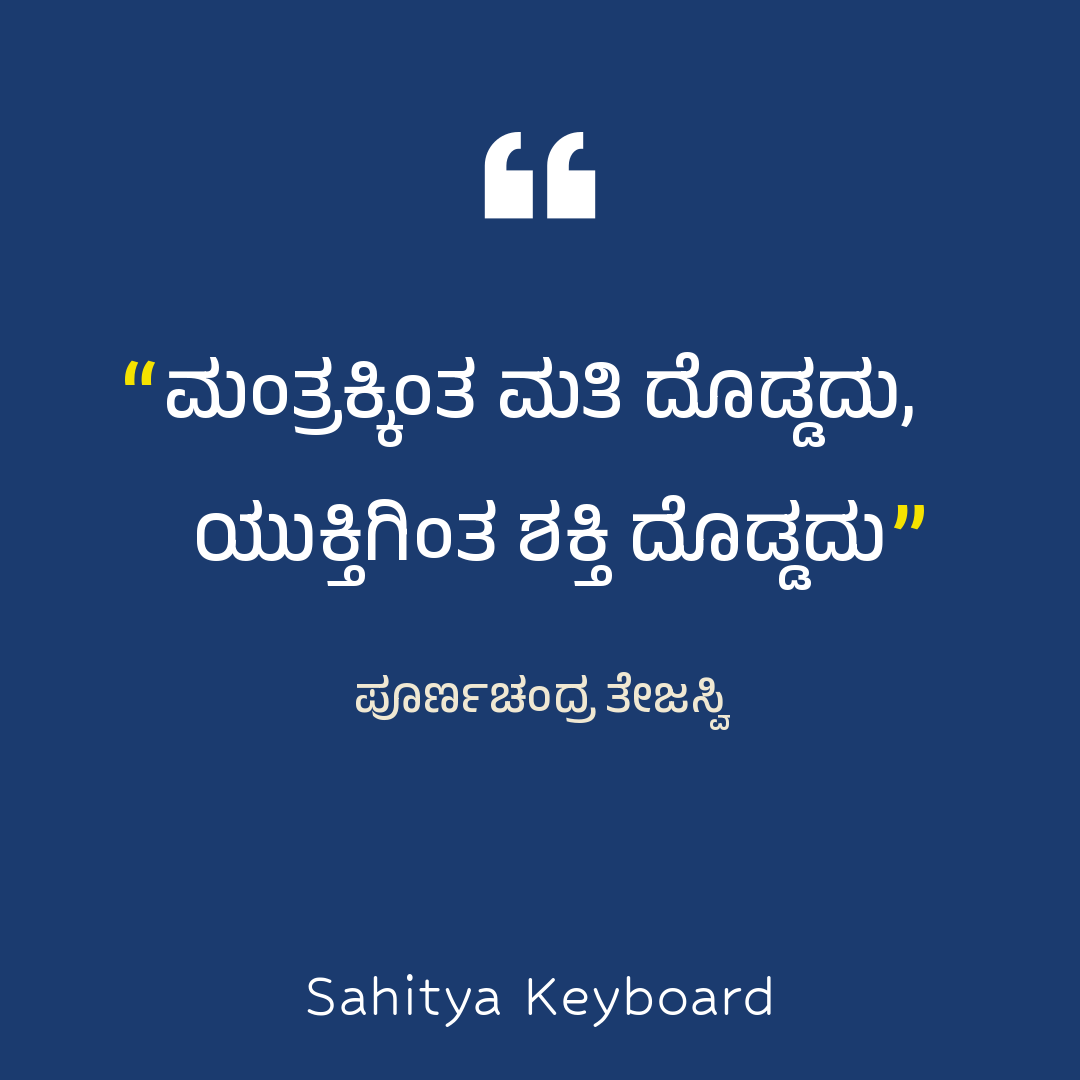 “ಮಂತ್ರಕ್ಕಿಂತ ಮತಿ ದೊಡ್ಡದು,
ಯುಕ್ತಿಗಿಂತ ಶಕ್ತಿ ದೊಡ್ಡದು”
ಪೂರ್ಣಚಂದ್ರ ತೇಜಸ್ವಿ
Sahitya Keyboard